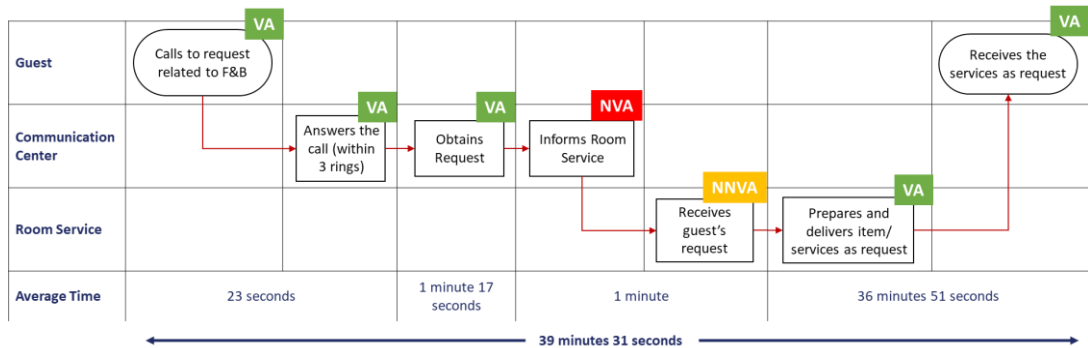 VA
VA
Guest
Calls to request
related to F&B
Receives the
services as request
VA
VA
NVA
Communication
Center
Answers the
call (within
3 rings)
Obtains
Request
Informs Room
Service
NNVA
VA
Room Service
Receives
guest's
request
Prepares and
delivers item/
services as request
Average Time
23 seconds
1 minute 17
seconds
1 minute
36 minutes 51 seconds
39 minutes 31 seconds